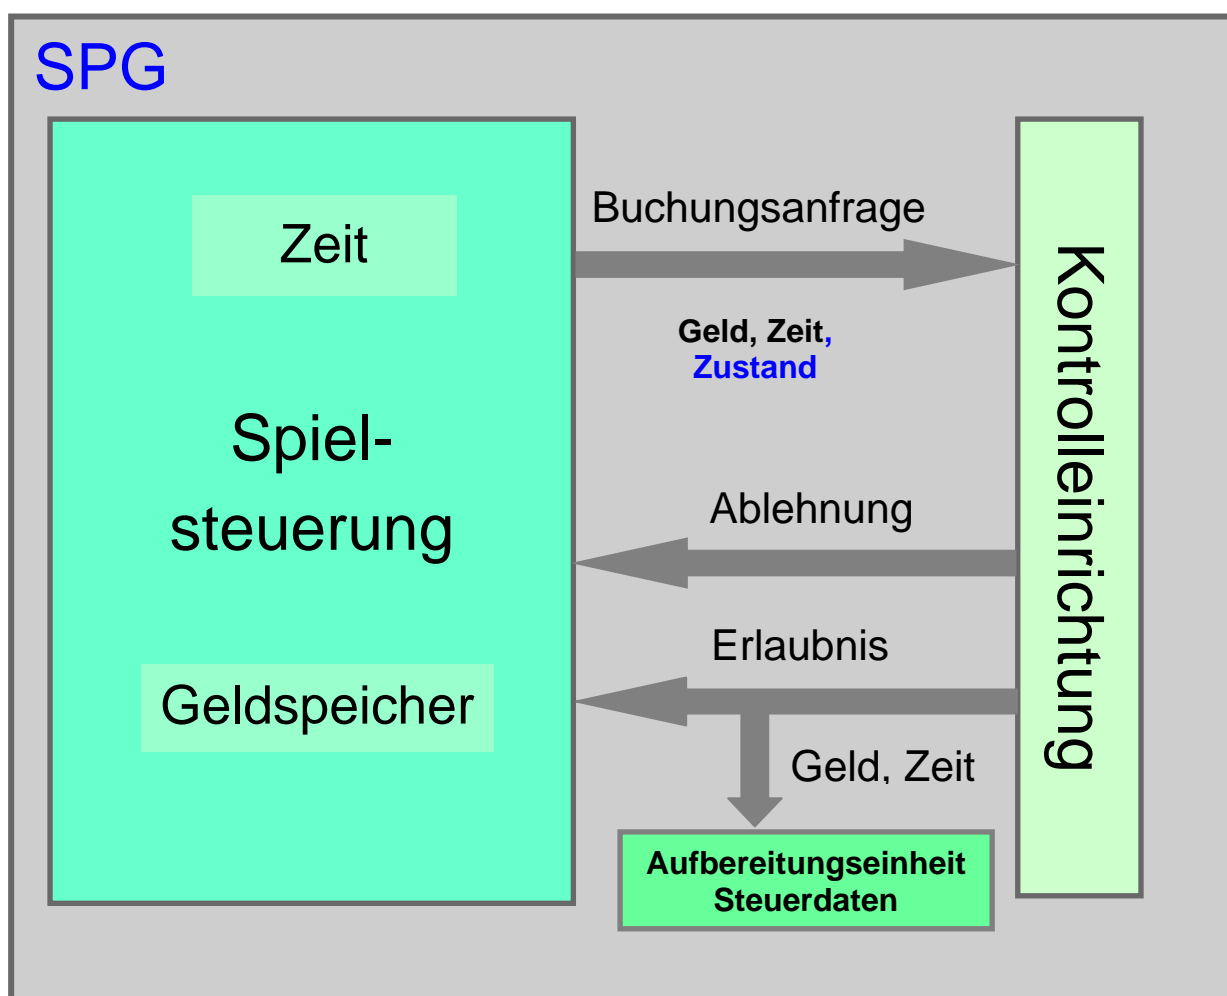 SPG
Zeit
Spiel-
steuerung
Geldspeicher
Buchungsanfrage
Geld, Zeit,
Zustand
Ablehnung
Erlaubnis
Geld, Zeit
Aufbereitungseinheit
Steuerdaten
Kontrolleinrichtung